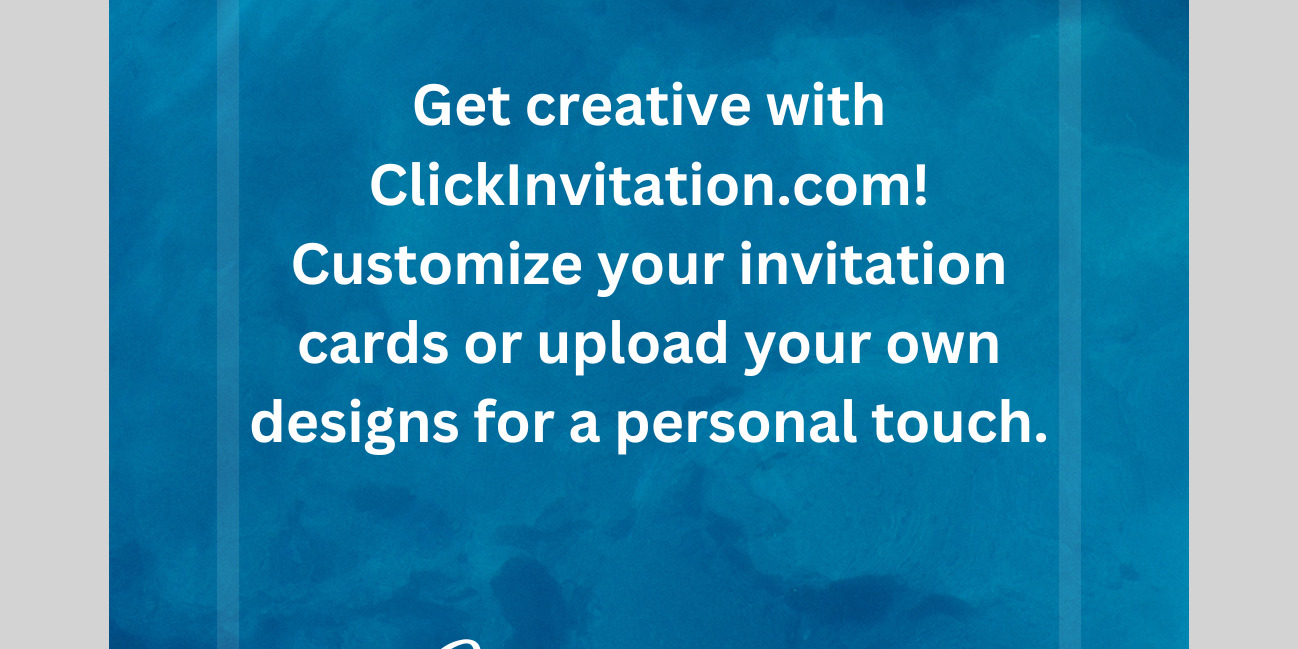 Get creative with
ClickInvitation.com!
Customize your invitation
cards or upload your own
designs for a personal touch.